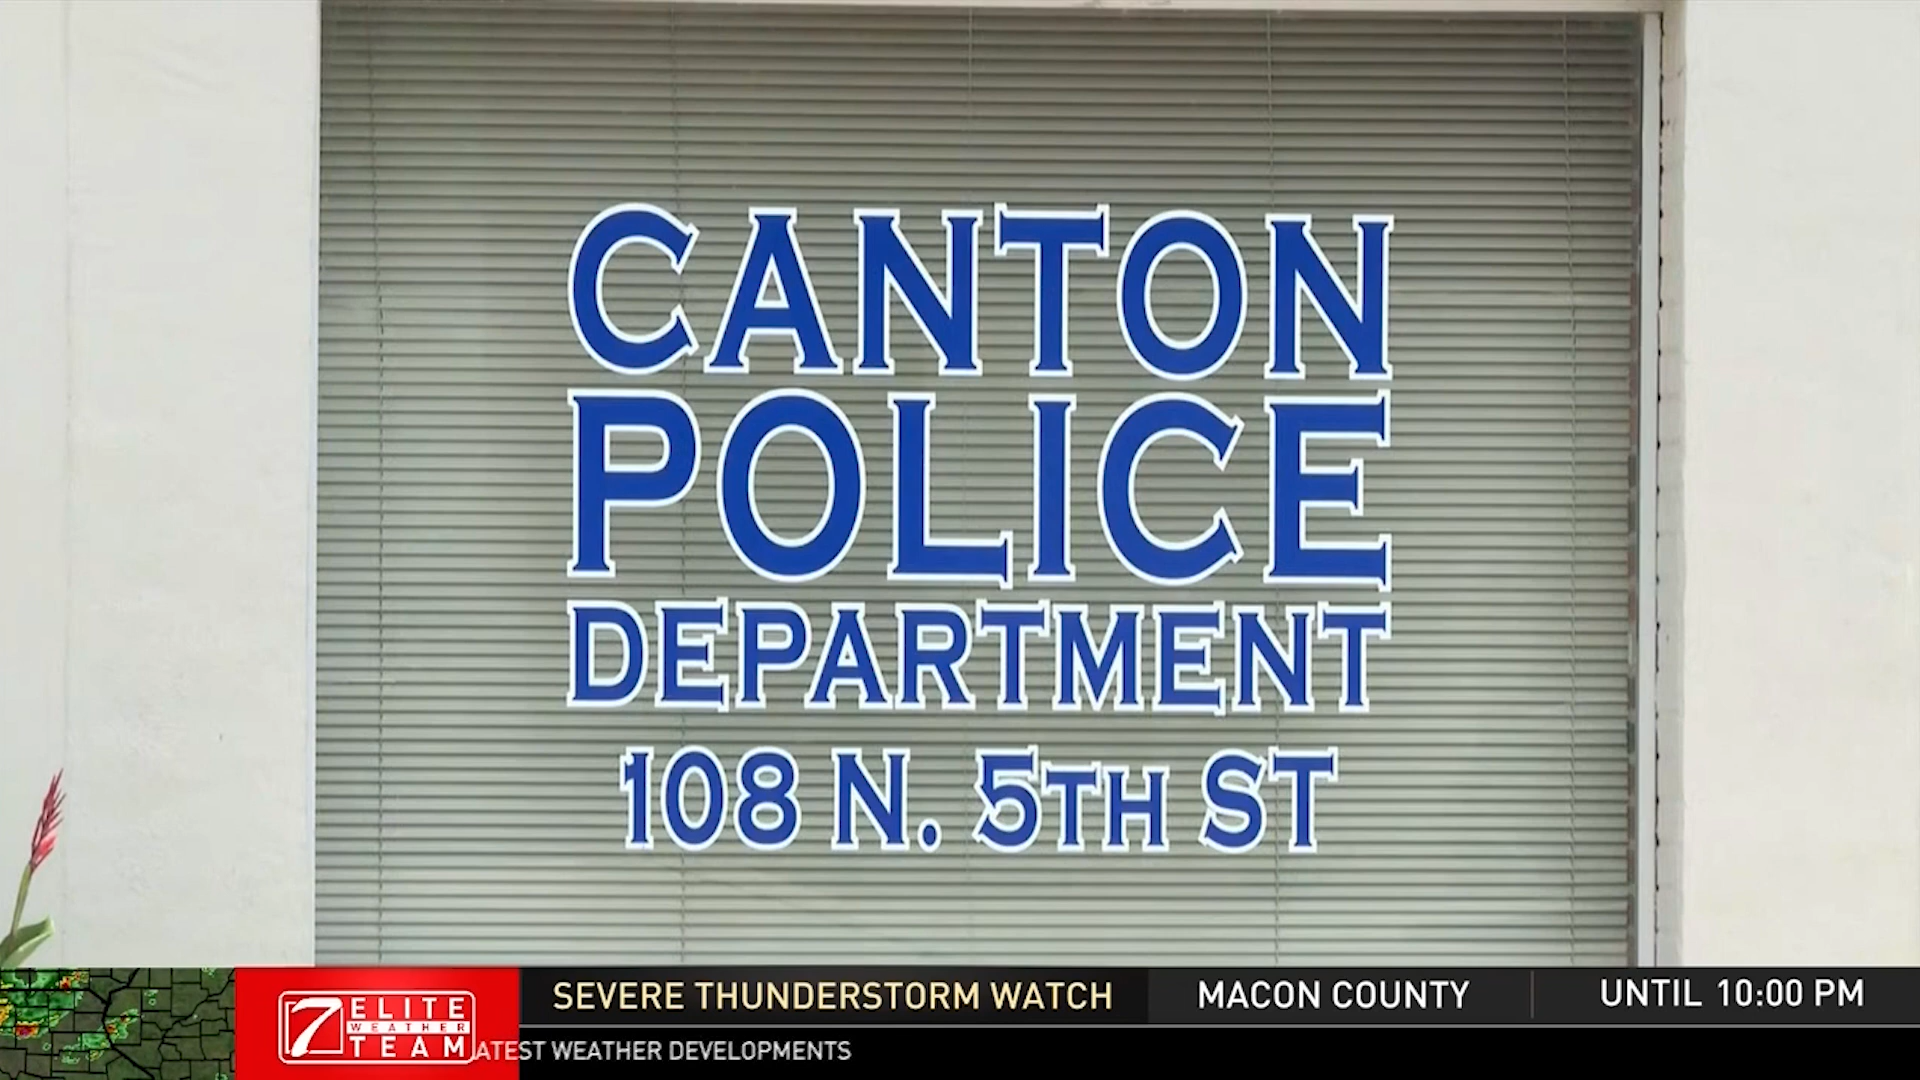 CANTON
POLICE
DEPARTMENT
108 N. 5TH ST
7 ELITE
WEATHER
TEAM
SEVERE THUNDERSTORM WATCH
MACON COUNTY
UNTIL 10:00 PM
WEATHER DEVELOPMENTS